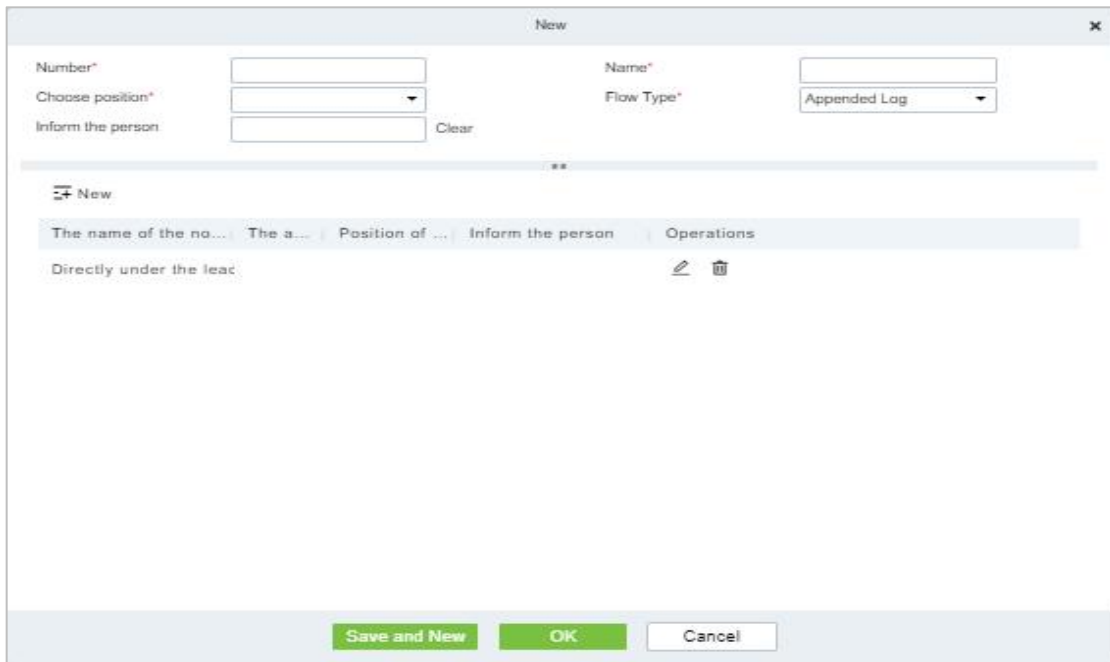 New
Number* Name*
Choose position* Flow Type* Appended Log
Inform the person Clear
New
The name of the no... The a... Position of ... Inform the person Operations
Directly under the leac
Save and New OK Cancel